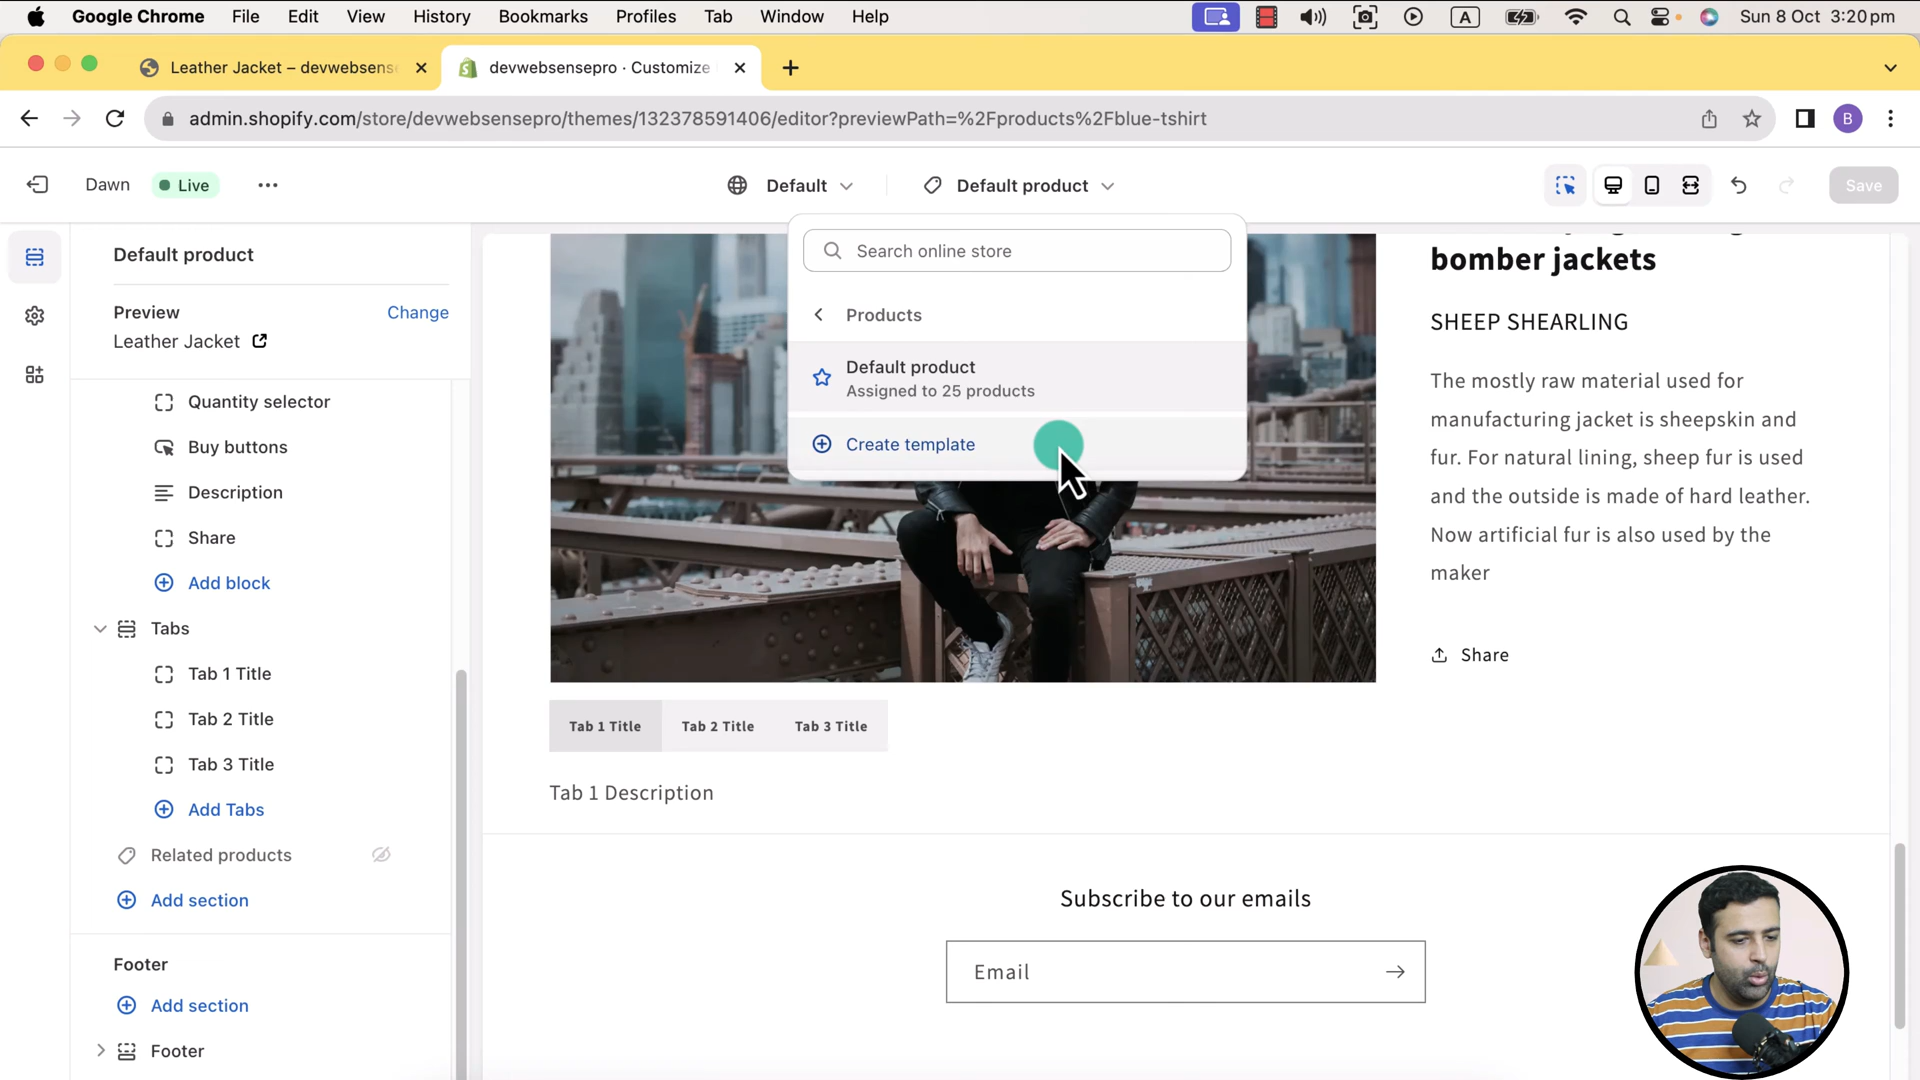 Google Chrome File Edit View History Bookmarks Profiles Tab Window Help A Sun 8 Oct 3:20 pm
Leather Jacket – devwebsens
devwebsensepro · Customize
admin.shopify.com/store/devwebsensepro/themes/132378591406/editor?previewPath=%2Fproducts%2Fblue-tshirt
B
Dawn
Live
Default
Default product
Save
Default product
Preview
Change
Leather Jacket
Quantity selector
Buy buttons
Description
Share
Add block
Tabs
Tab 1 Title
Tab 2 Title
Tab 3 Title
Add Tabs
Related products
Add section
Footer
Add section
Footer
Search online store
Products
Default product
Assigned to 25 products
Create template
bomber jackets
SHEEP SHEARLING
The mostly raw material used for
manufacturing jacket is sheepskin and
fur. For natural lining, sheep fur is used
and the outside is made of hard leather.
Now artificial fur is also used by the
maker
Share
Tab 1 Title
Tab 2 Title
Tab 3 Title
Tab 1 Description
Subscribe to our emails
Email